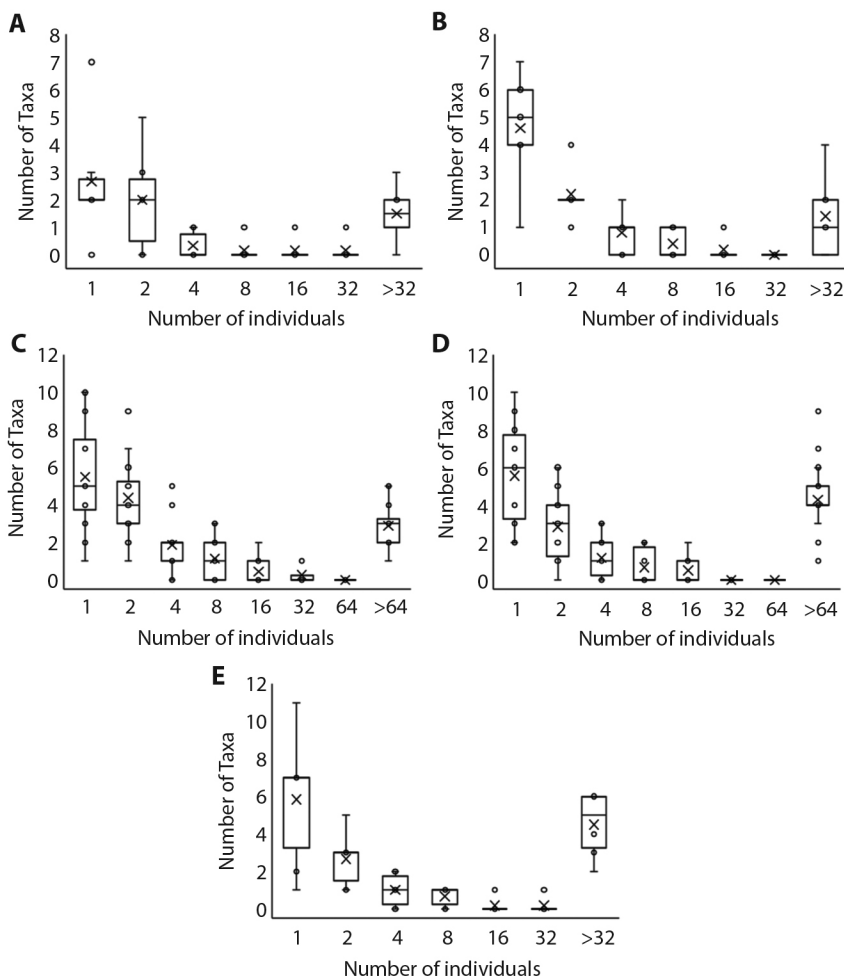 A
Number of Taxa
8
7
6
5
4
3
2
1
0
1 2 4 8 16 32 >32
Number of individuals
B
Number of Taxa
8
7
6
5
4
3
2
1
0
1 2 4 8 16 32 >32
Number of individuals
C
Number of Taxa
12
10
8
6
4
2
0
1 2 4 8 16 32 64 >64
Number of individuals
D
Number of Taxa
12
10
8
6
4
2
0
1 2 4 8 16 32 64 >64
Number of individuals
E
Number of Taxa
12
10
8
6
4
2
0
1 2 4 8 16 32 >32
Number of individuals